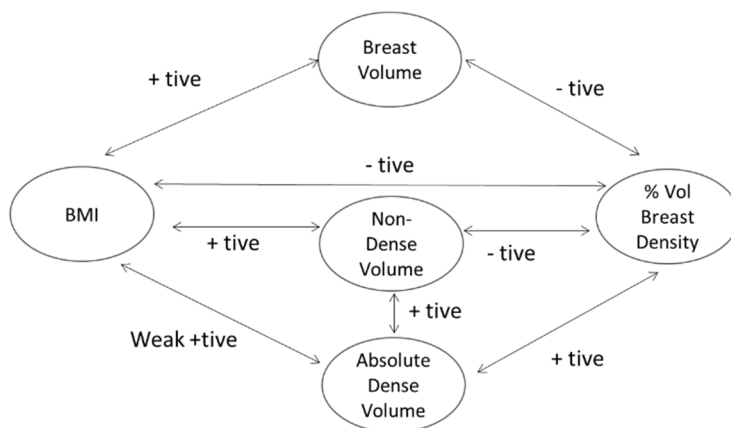 Breast
Volume
+ tive
- tive
- tive
BMI
% Vol
Breast
Density
Non-
Dense
Volume
+ tive
- tive
+ tive
Weak +tive
+ tive
Absolute
Dense
Volume